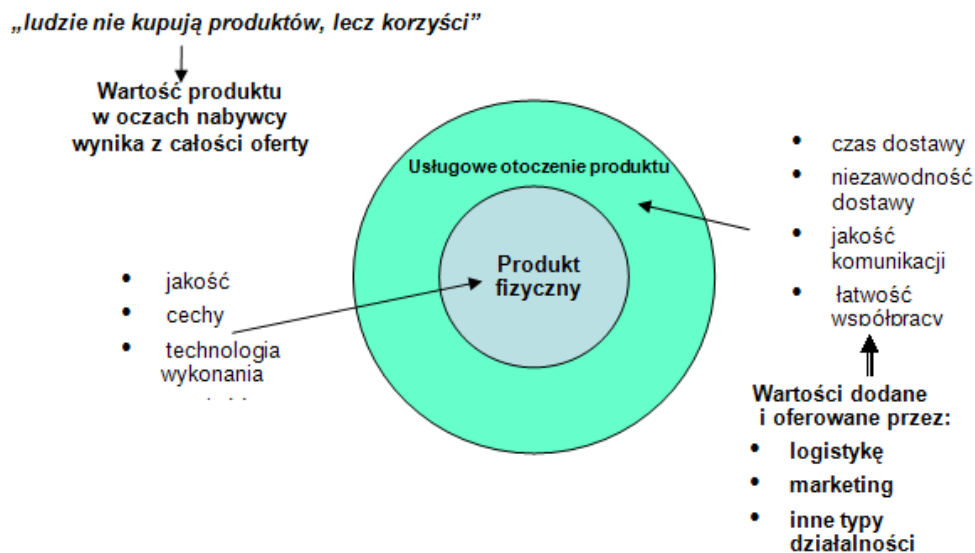 „ludzie nie kupują produktów, lecz korzyści”
Wartość produktu
w oczach nabywcy
wynika z całości oferty
Usługowe otoczenie produktu
Produkt
fizyczny
• jakość
• cechy
• technologia
wykonania
• czas dostawy
• niezawodność
dostawy
• jakość
komunikacji
• łatwość
współpracy
Wartości dodane
i oferowane przez:
• logistykę
• marketing
• inne typy
działalności